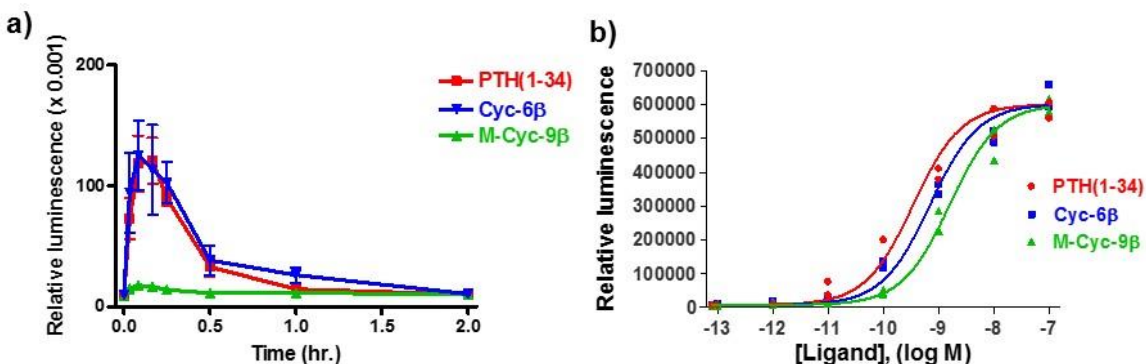 a)
Relative luminescence (x 0.001)
200
100
0
0.0 0.5 1.0 1.5 2.0
Time (hr.)
PTH(1-34)
Cyc-6β
M-Cyc-9β
b)
Relative luminescence
700000
600000
500000
400000
300000
200000
100000
0
-13 -12 -11 -10 -9 -8 -7
[Ligand], (log M)
PTH(1-34)
Cyc-6β
M-Cyc-9β